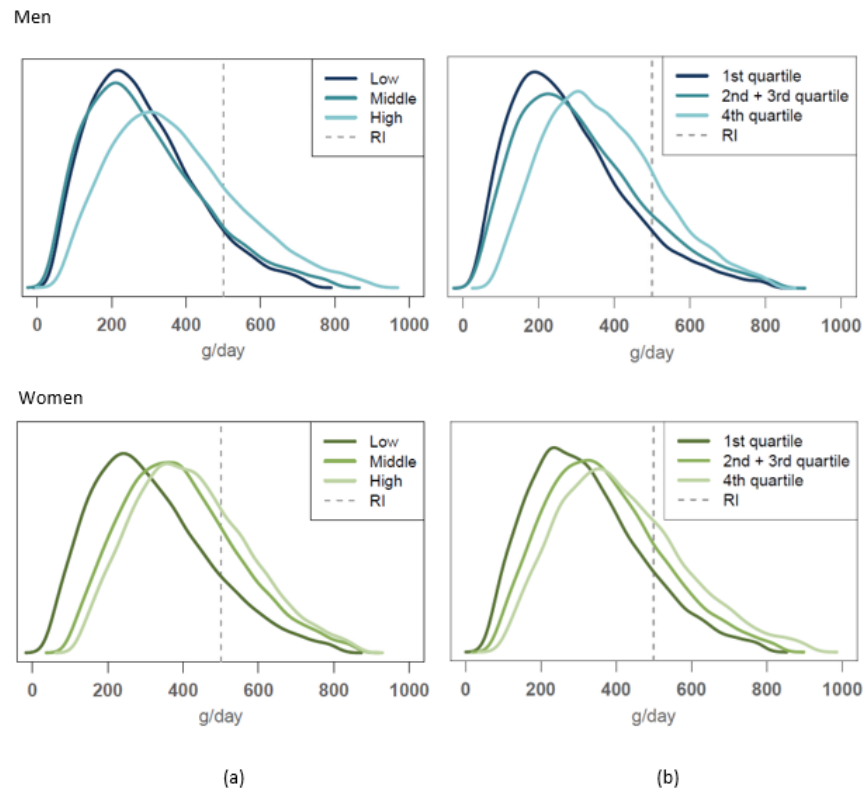 Men
Low
Middle
High
RI
0 200 400 600 800 1000
g/day
1st quartile
2nd + 3rd quartile
4th quartile
RI
0 200 400 600 800 1000
g/day
Women
Low
Middle
High
RI
0 200 400 600 800 1000
g/day
1st quartile
2nd + 3rd quartile
4th quartile
RI
0 200 400 600 800 1000
g/day
(a) (b)